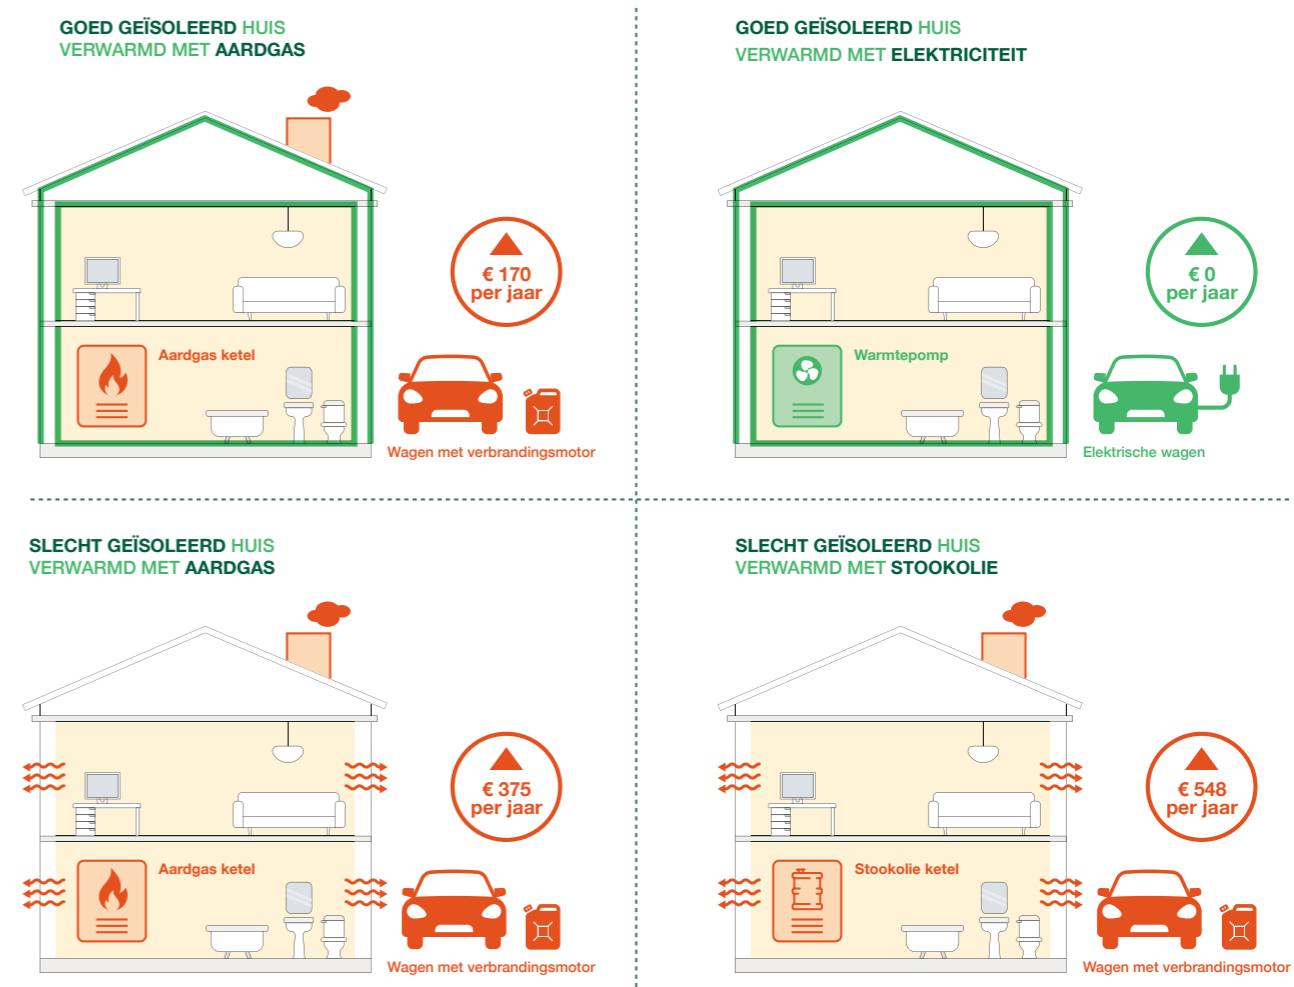 GOED GEÏSOLEERD HUIS
VERWARMD MET AARDGAS
€ 170
per jaar
Aardgas ketel
Wagen met verbrandingsmotor
GOED GEÏSOLEERD HUIS
VERWARMD MET ELEKTRICITEIT
€ 0
per jaar
Warmtepomp
Elektrische wagen
SLECHT GEÏSOLEERD HUIS
VERWARMD MET AARDGAS
€ 375
per jaar
Aardgas ketel
Wagen met verbrandingsmotor
SLECHT GEÏSOLEERD HUIS
VERWARMD MET STOOKOLIE
€ 548
per jaar
Stookolie ketel
Wagen met verbrandingsmotor